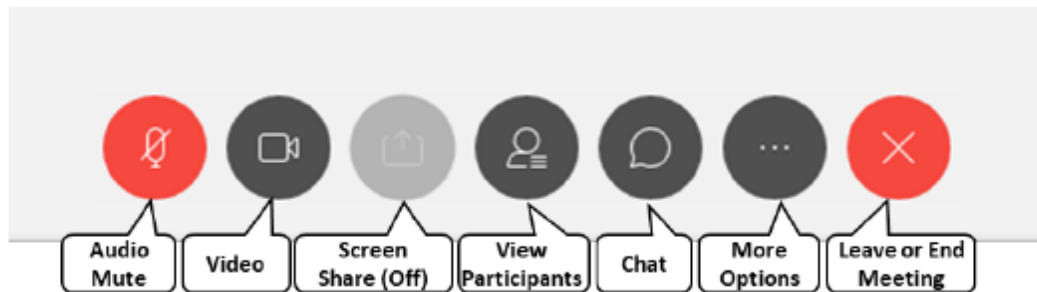 Audio
Mute
Video
Screen
Share (Off)
View
Participants
Chat
More
Options
Leave or End
Meeting